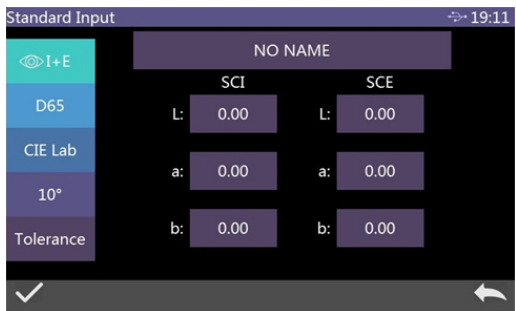 Standard Input 19:11
I+E
D65
CIE Lab
10°
Tolerance
NO NAME
SCI SCE
L: 0.00 L: 0.00
a: 0.00 a: 0.00
b: 0.00 b: 0.00